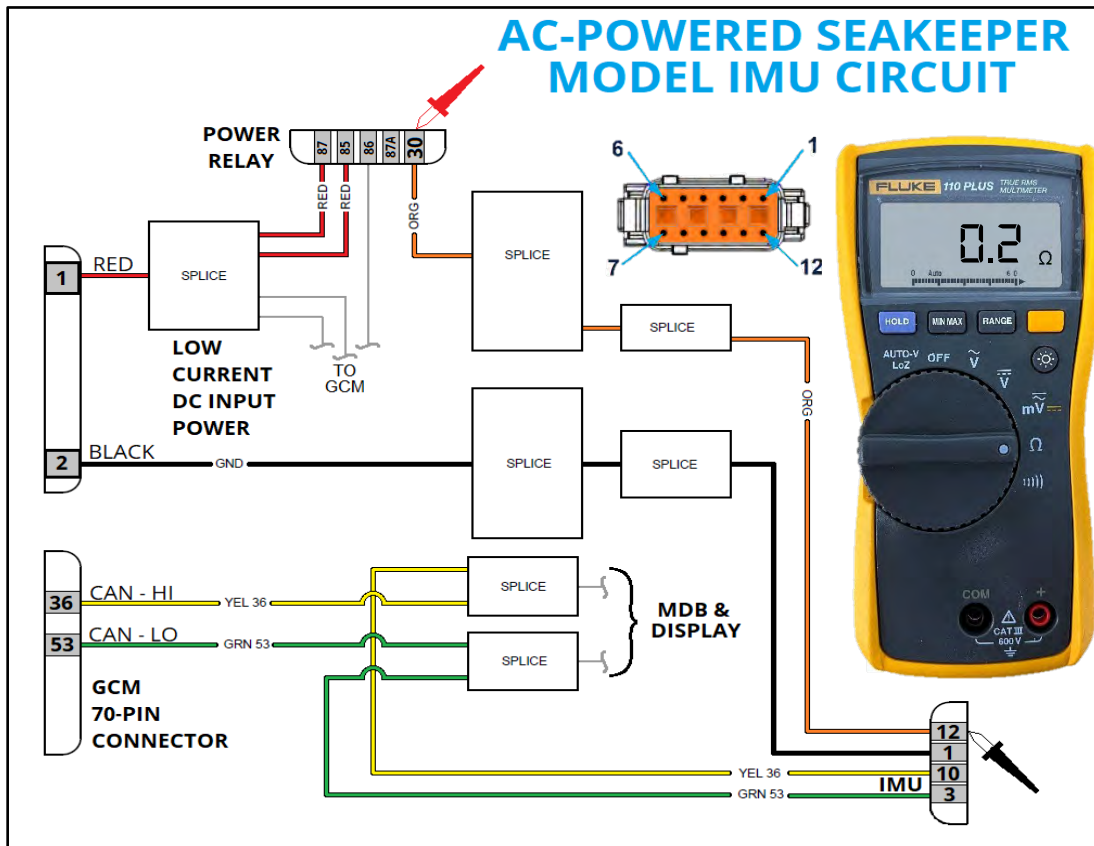 AC-POWERED SEAKEEPER
MODEL IMU CIRCUIT
POWER
RELAY
87
85
86
87A
30
RED
RED
ORG
1
RED
SPLICE
SPLICE
SPLICE
ORG
LOW
CURRENT
DC INPUT
POWER
TO
GCM
2
BLACK
GND
SPLICE
SPLICE
36
CAN - HI
YEL 36
SPLICE
53
CAN - LO
GRN 53
SPLICE
MDB &
DISPLAY
GCM
70-PIN
CONNECTOR
6
1
7
12
FLUKE 110 PLUS TRUE RMS
MULTIMETER
0.2 Ω
0 Auto 60
HOLD
MIN MAX
RANGE
AUTO-V
LoZ
OFF
V
V
mV
Ω
COM
+
CAT III
600 V
12
1
YEL 36
10
IMU
GRN 53
3